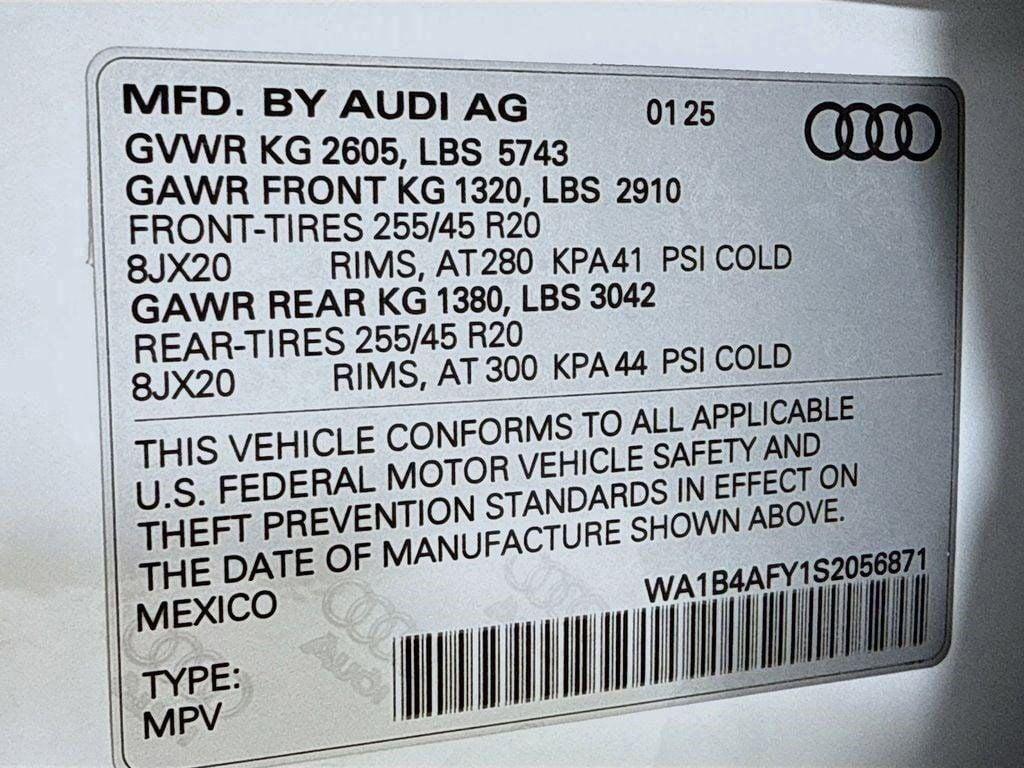 MFD. BY AUDI AG 01 25
GVWR KG 2605, LBS 5743
GAWR FRONT KG 1320, LBS 2910
FRONT-TIRES 255/45 R20
8JX20 RIMS, AT 280 KPA 41 PSI COLD
GAWR REAR KG 1380, LBS 3042
REAR-TIRES 255/45 R20
8JX20 RIMS, AT 300 KPA 44 PSI COLD
THIS VEHICLE CONFORMS TO ALL APPLICABLE
U.S. FEDERAL MOTOR VEHICLE SAFETY AND
THEFT PREVENTION STANDARDS IN EFFECT ON
THE DATE OF MANUFACTURE SHOWN ABOVE.
MEXICO
WA1B4AFY1S2056871
Audi
TYPE:
MPV